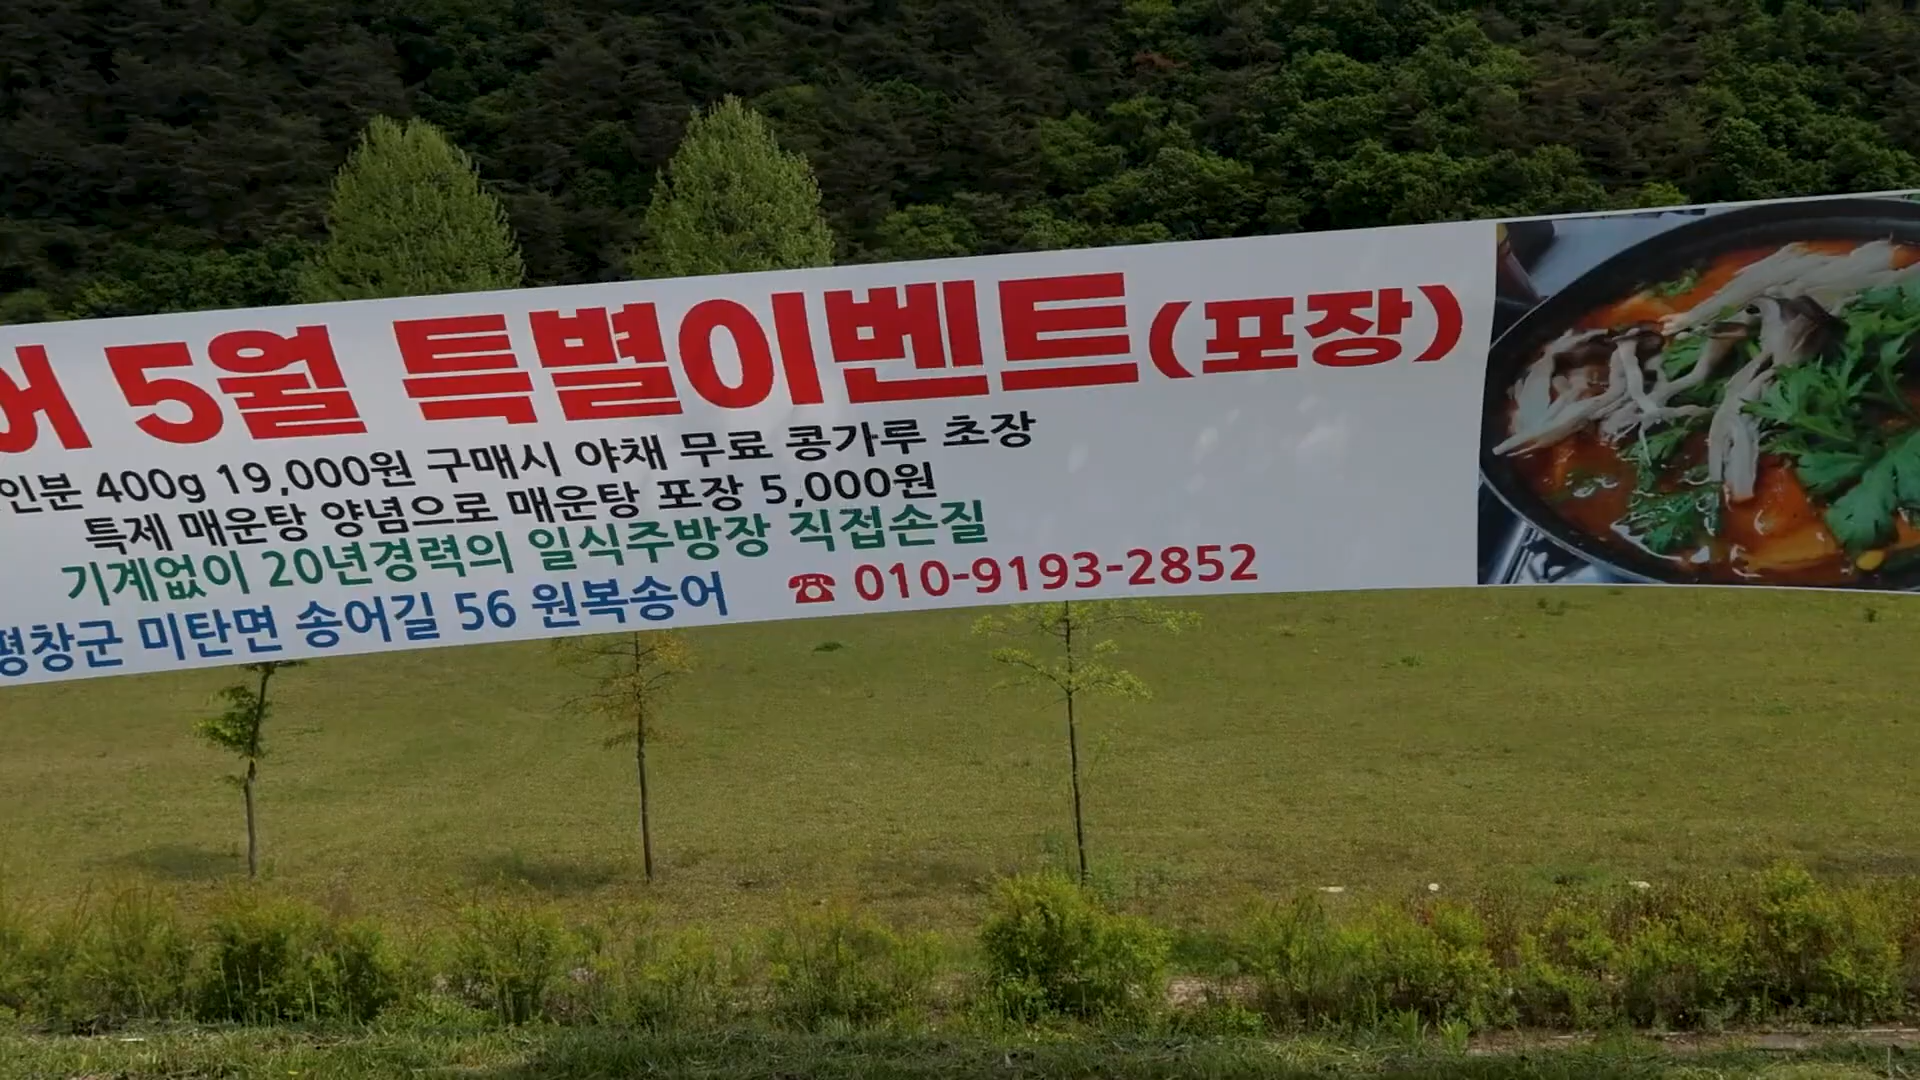 어 5월 특별이벤트(포장)
인분 400g 19,000원 구매시 야채 무료 콩가루 초장
특제 매운탕 양념으로 매운탕 포장 5,000원
기계없이 20년경력의 일식주방장 직접손질
평창군 미탄면 송어길 56 원복송어 ☎ 010-9193-2852